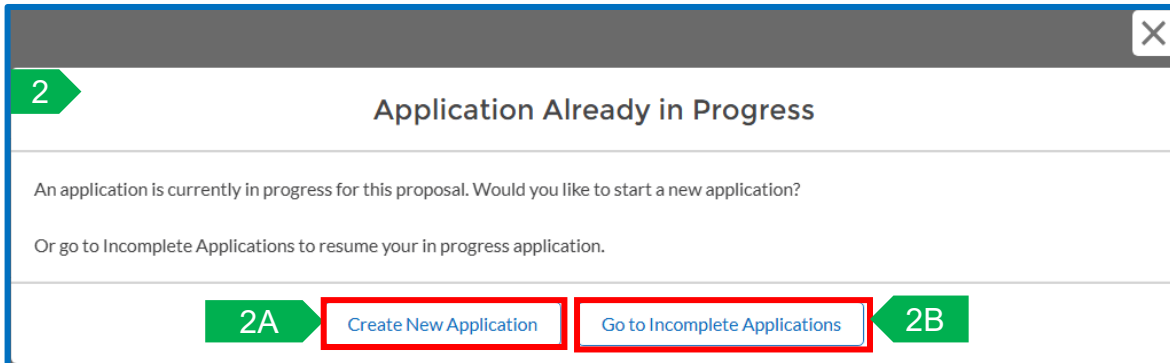 2
Application Already in Progress
An application is currently in progress for this proposal. Would you like to start a new application?
Or go to Incomplete Applications to resume your in progress application.
2A Create New Application Go to Incomplete Applications 2B